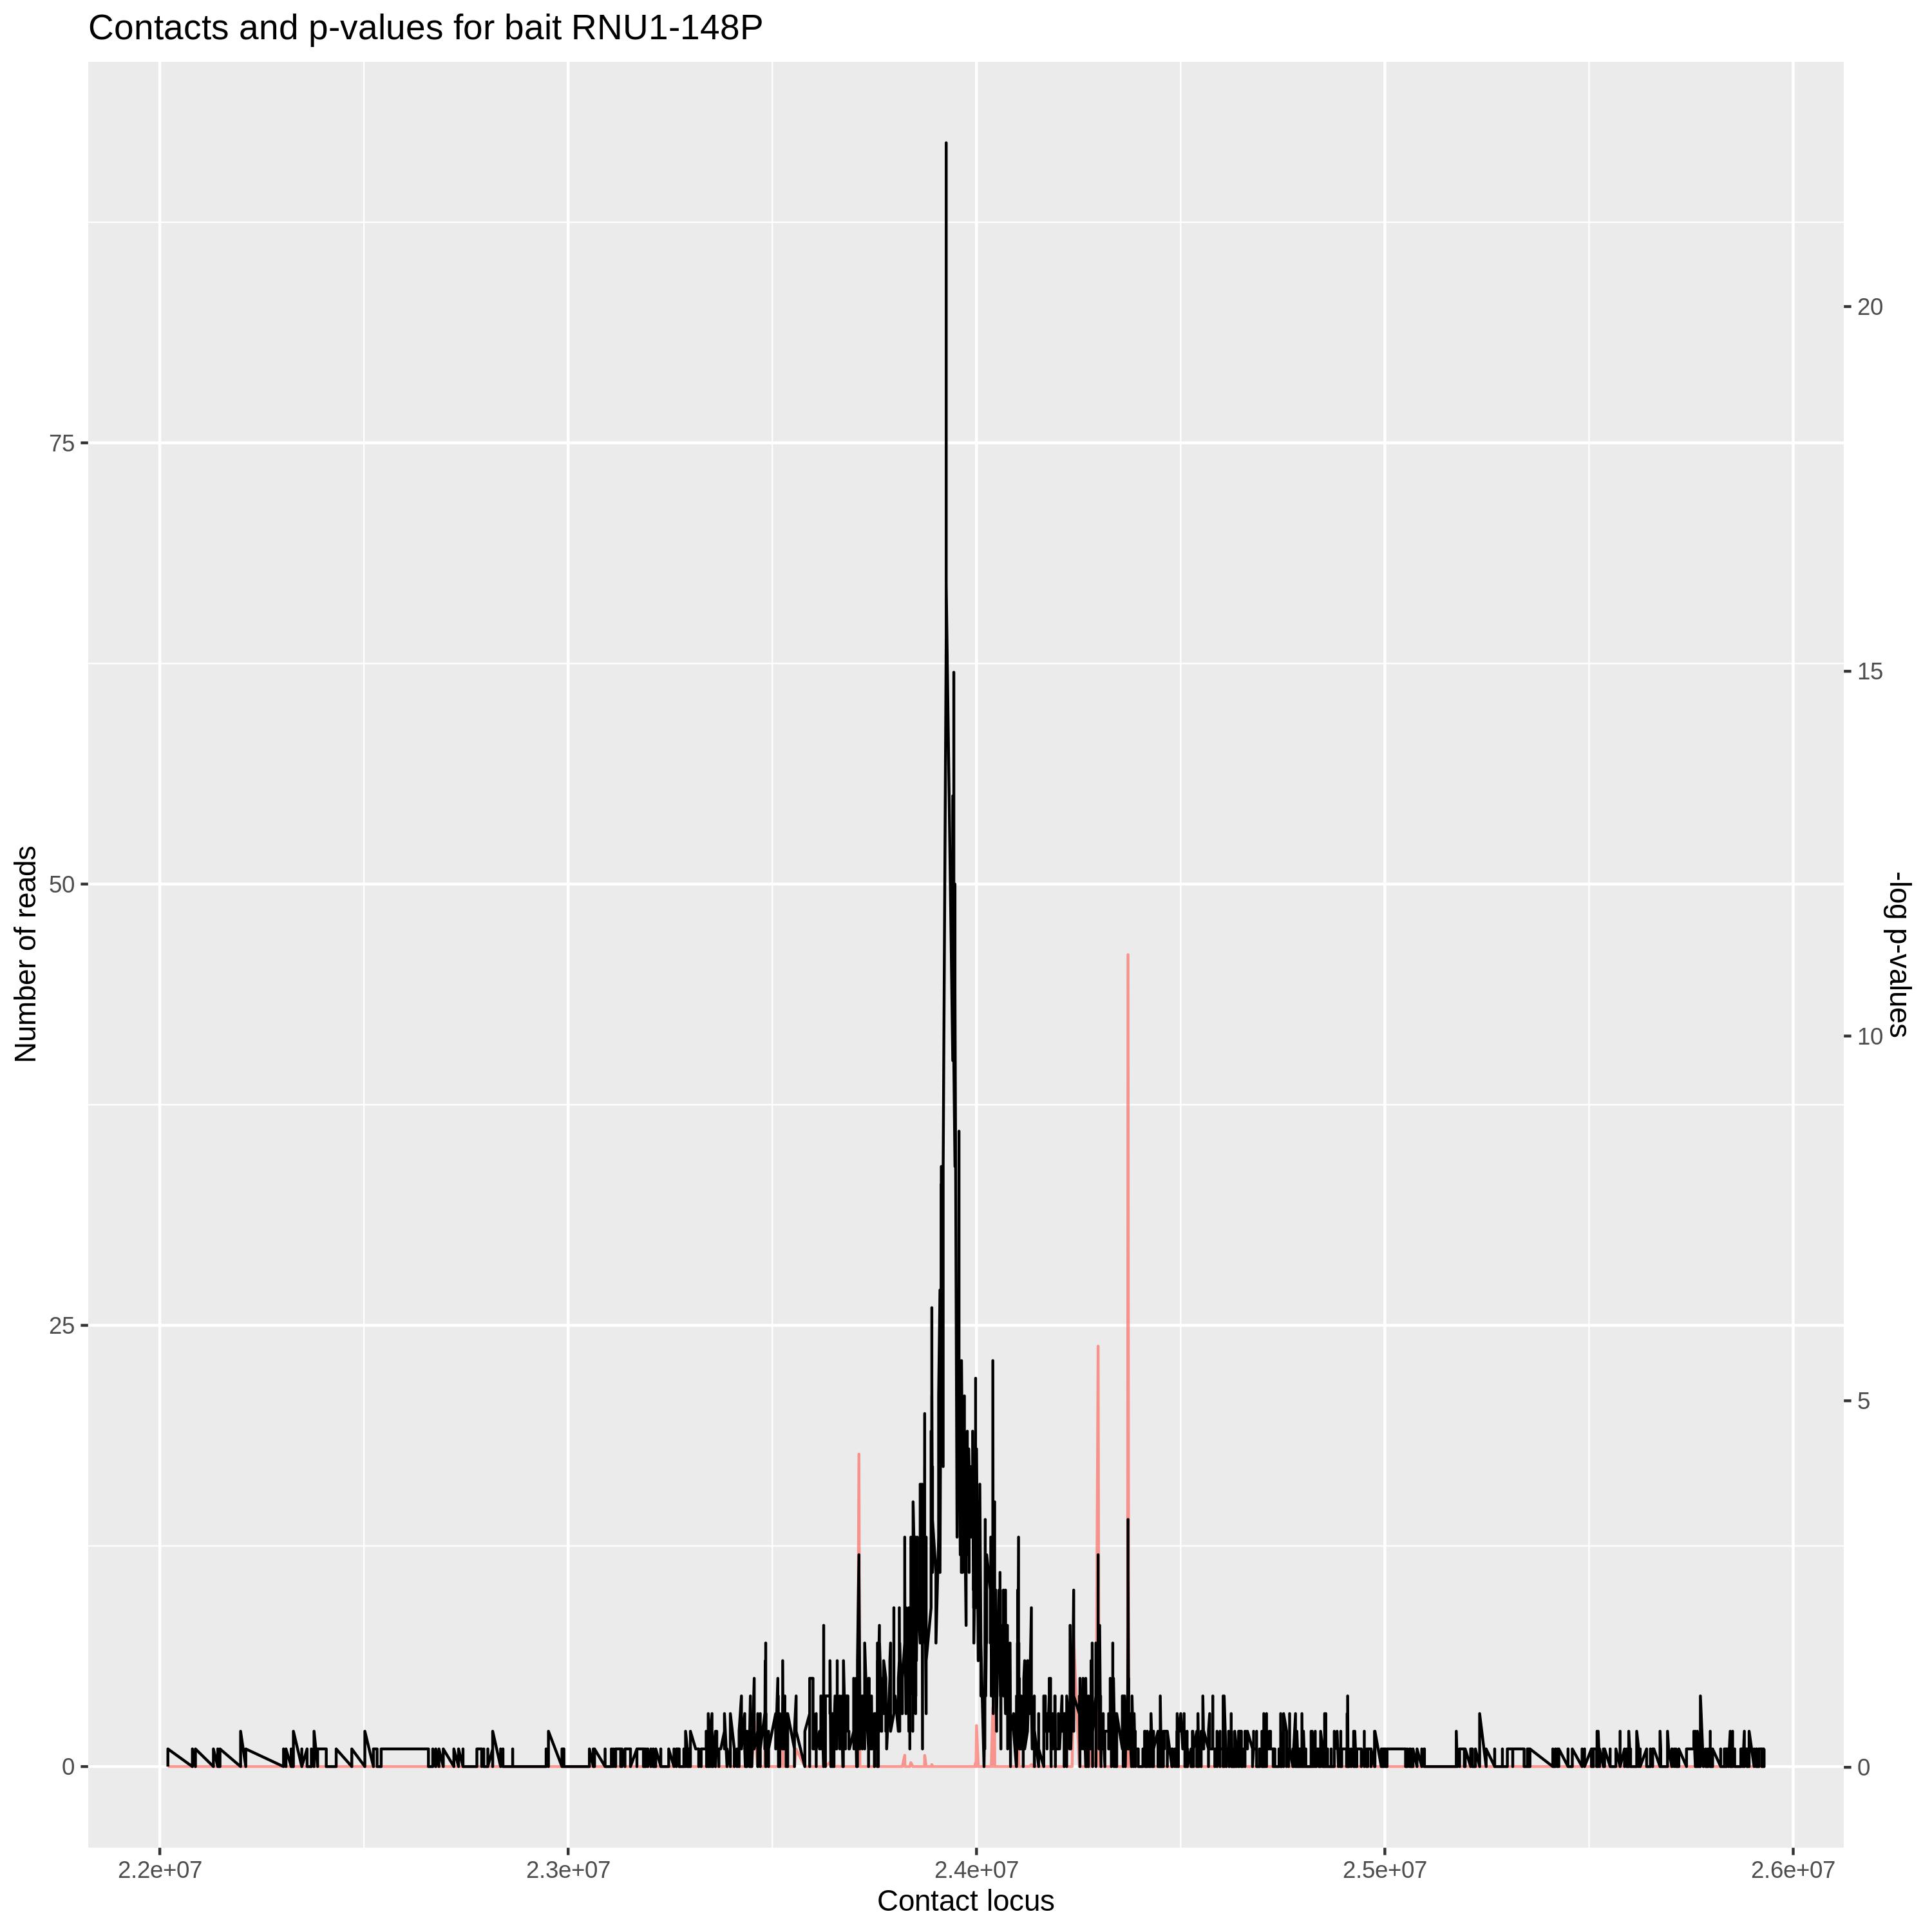 Contacts and p-values for bait RNU1-148P
Number of reads
75
50
25
0
20
15
10
5
0
-log p-values
2.2e+07 2.3e+07 2.4e+07 2.5e+07 2.6e+07
Contact locus